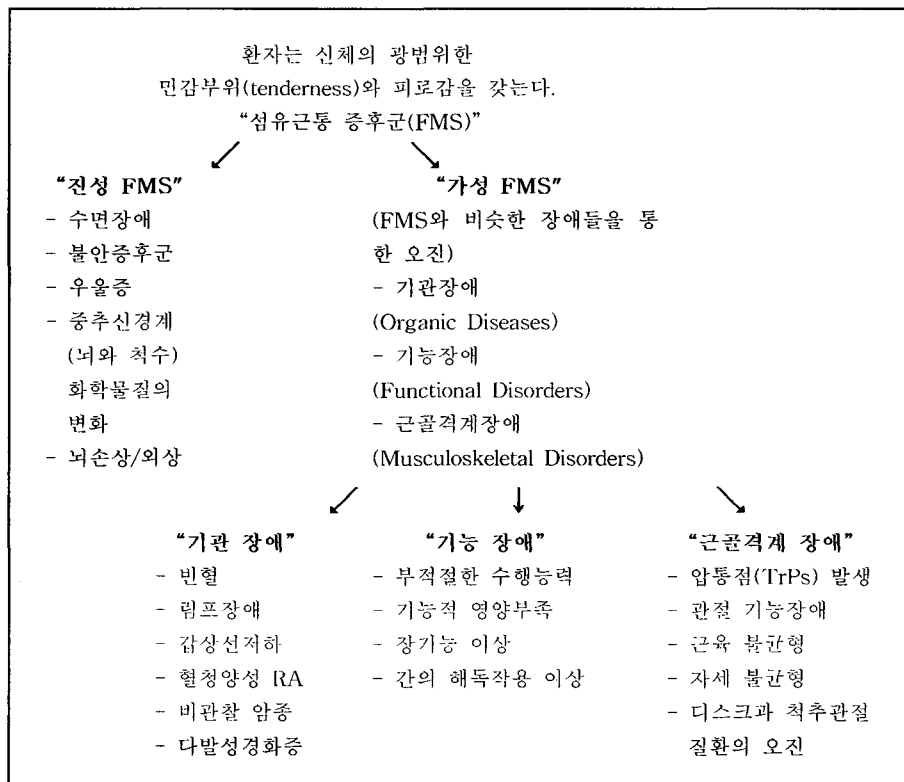 환자는 신체의 광범위한
민감부위(tenderness)와 피로감을 갖는다.
“섬유근통 증후군(FMS)”
“진성 FMS”
- 수면장애
- 불안증후군
- 우울증
- 중추신경계
(뇌와 척수)
화학물질의
변화
- 뇌손상/외상
“가성 FMS”
(FMS와 비슷한 장애들을 통
한 오진)
- 기관장애
(Organic Diseases)
- 기능장애
(Functional Disorders)
- 근골격계장애
(Musculoskeletal Disorders)
“기관 장애”
- 빈혈
- 림프장애
- 갑상선저하
- 혈청양성 RA
- 비관찰 암종
- 다발성경화증
“기능 장애”
- 부적절한 수행능력
- 기능적 영양부족
- 장기능 이상
- 간의 해독작용 이상
“근골격계 장애”
- 압통점(TrPs) 발생
- 관절 기능장애
- 근육 불균형
- 자세 불균형
- 디스크과 척추관절
질환의 오진